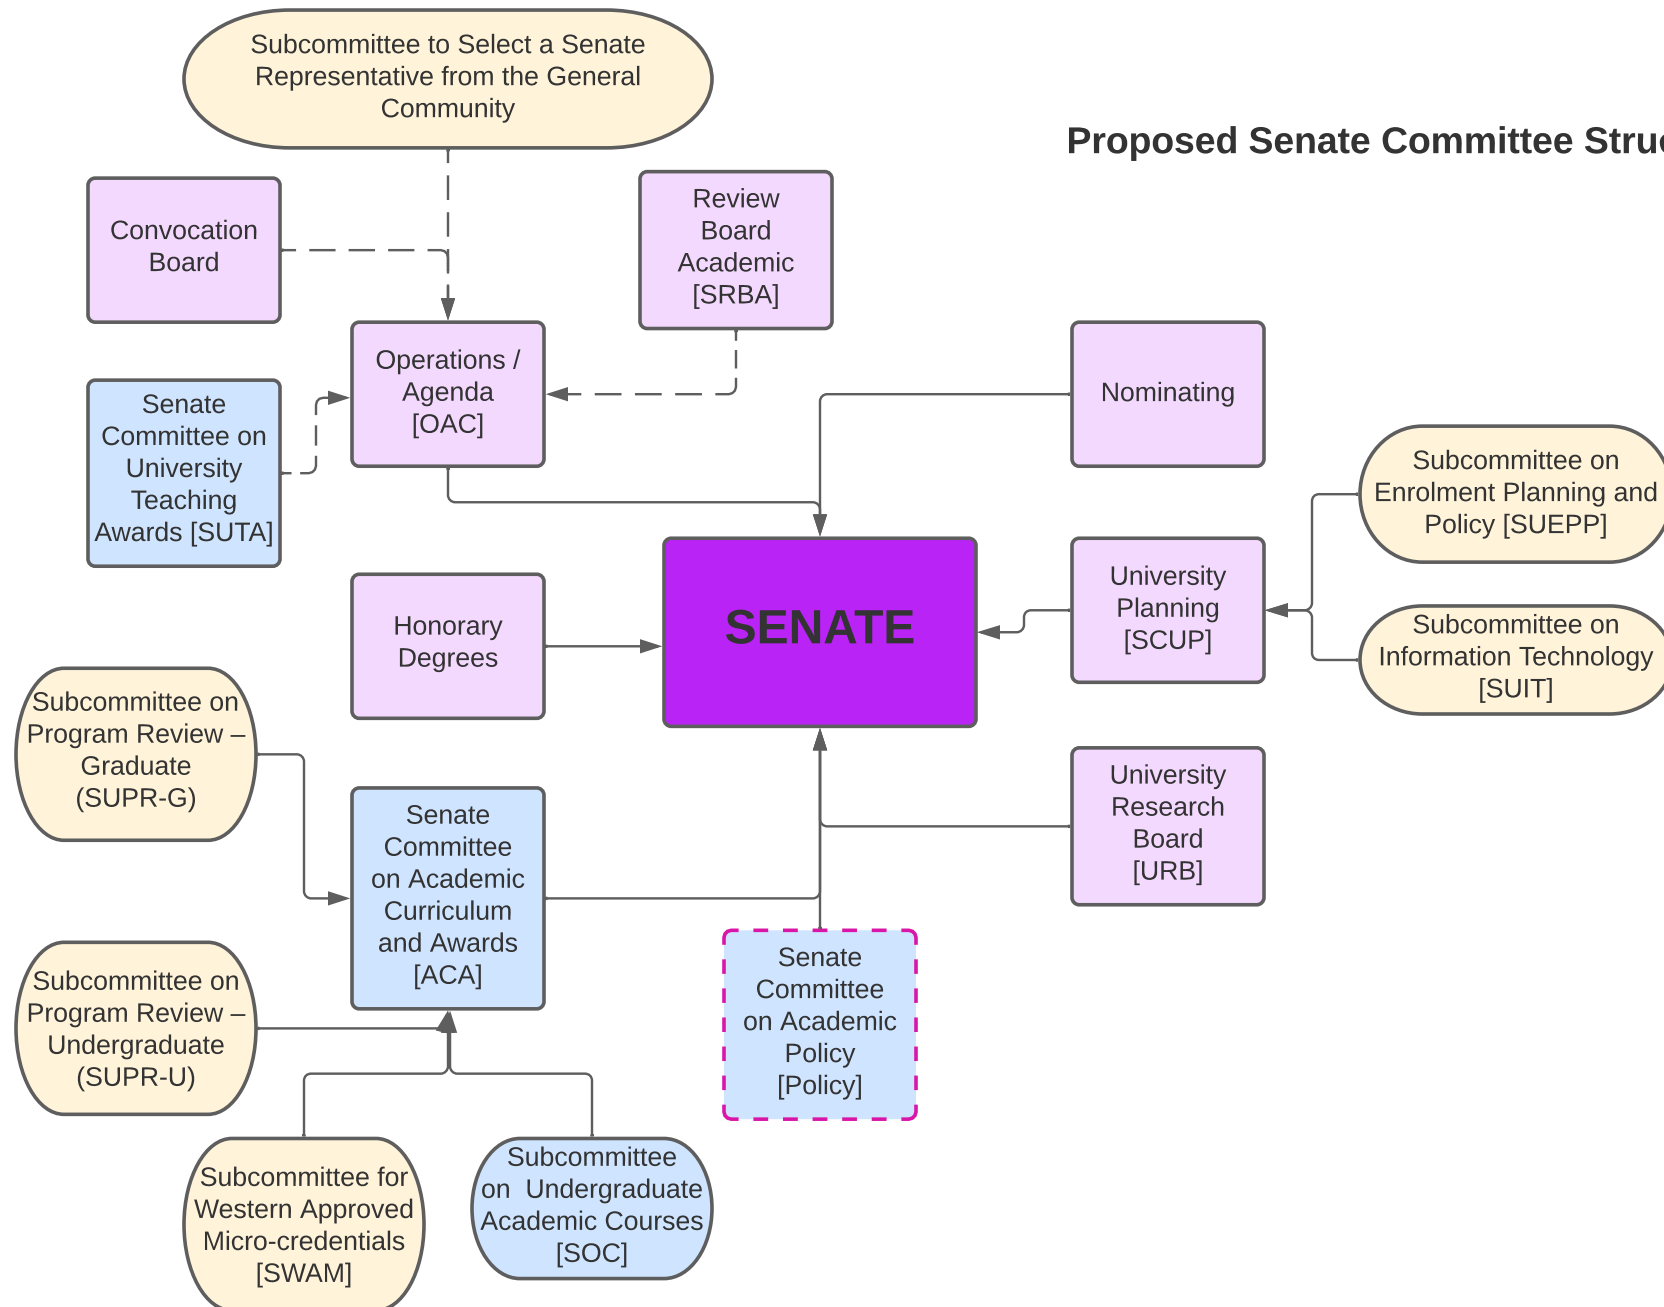 Subcommittee to Select a Senate
Representative from the General
Community
Proposed Senate Committee
Convocation
Board
Review
Board
Academic
[SRBA]
Operations /
Agenda
[OAC]
Nominating
Senate
Committee on
University
Teaching
Awards [SUTA]
Subcommittee on
Enrolment Planning and
Policy [SUEPP]
Honorary
Degrees
SENATE
University
Planning
[SCUP]
Subcommittee on
Information Technology
[SUIT]
Subcommittee on
Program Review –
Graduate
(SUPR-G)
Senate
Committee
on Academic
Curriculum
and Awards
[ACA]
University
Research
Board
[URB]
Subcommittee on
Program Review –
Undergraduate
(SUPR-U)
Senate
Committee
on Academic
Policy
[Policy]
Subcommittee for
Western Approved
Micro-credentials
[SWAM]
Subcommittee
on  Undergraduate
Academic Courses
[SOC]